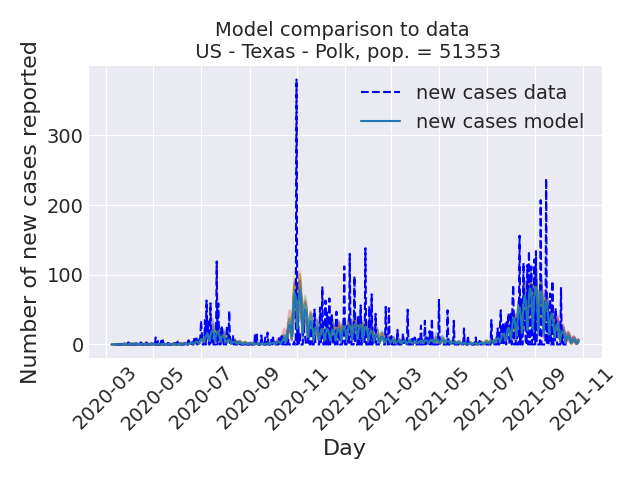 Model comparison to data
US - Texas - Polk, pop. = 51353
Number of new cases reported
new cases data
new cases model
300
200
100
0
2020-03
2020-05
2020-07
2020-09
2020-11
2021-01
2021-03
2021-05
2021-07
2021-09
2021-11
Day